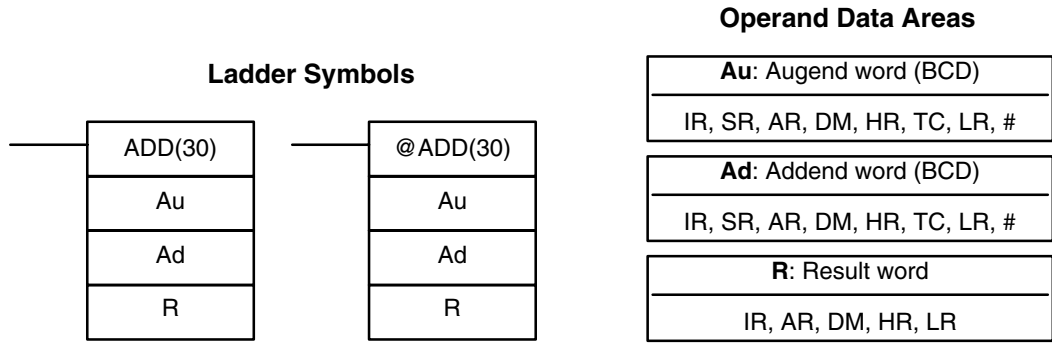 Ladder Symbols
ADD(30)
Au
Ad
R
@ADD(30)
Au
Ad
R
Operand Data Areas
Au: Augend word (BCD)
IR, SR, AR, DM, HR, TC, LR, #
Ad: Addend word (BCD)
IR, SR, AR, DM, HR, TC, LR, #
R: Result word
IR, AR, DM, HR, LR